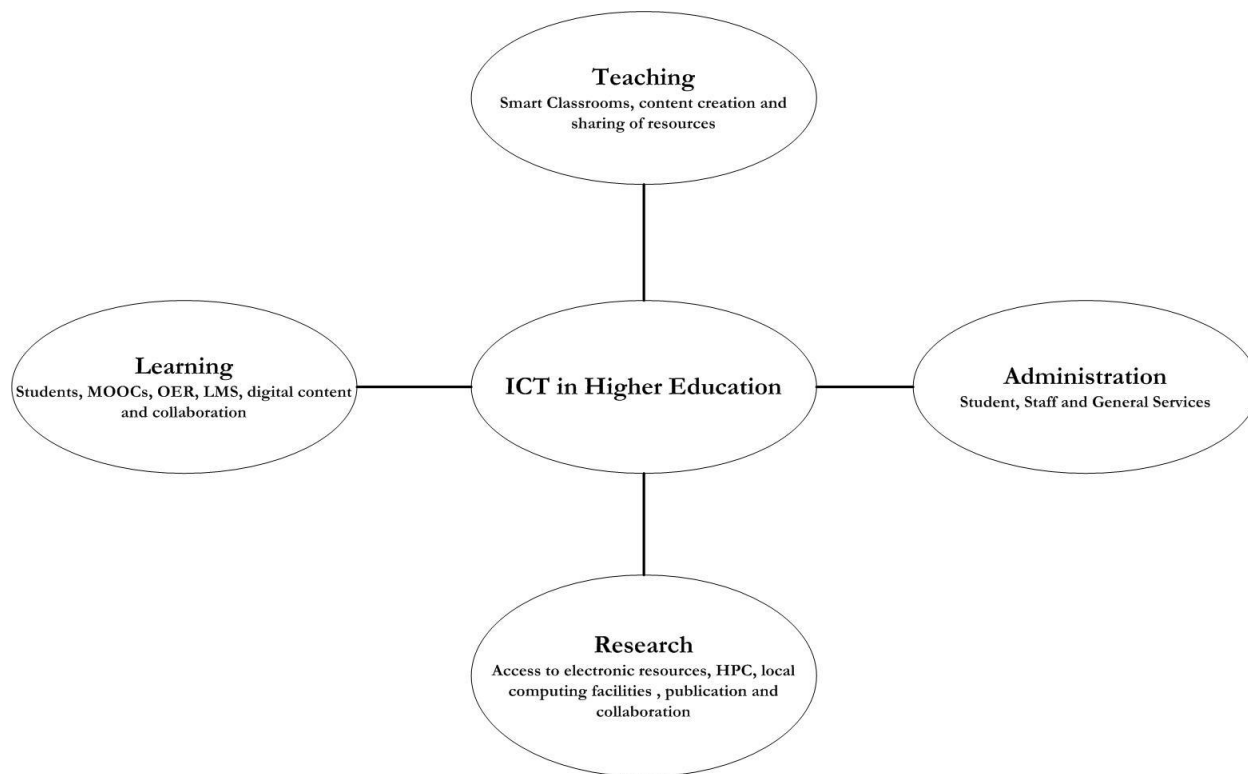 Teaching
Smart Classrooms, content creation and
sharing of resources
Learning
Students, MOOCs, OER, LMS, digital content
and collaboration
ICT in Higher Education
Administration
Student, Staff and General Services
Research
Access to electronic resources, HPC, local
computing facilities , publication and
collaboration